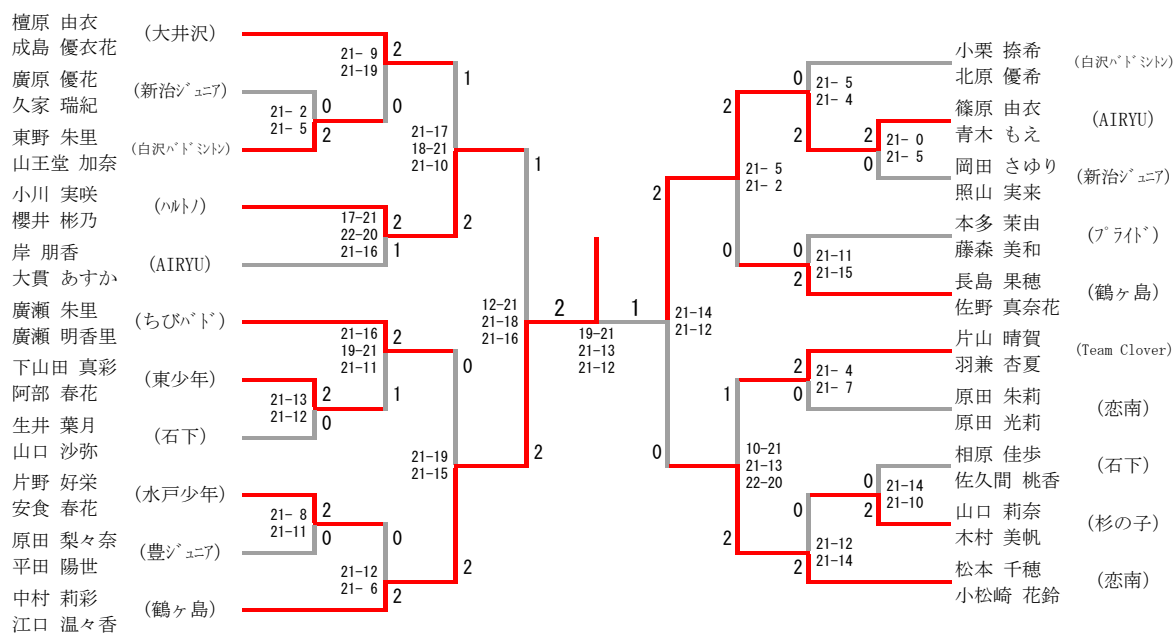 檀原 由衣
成島 優衣花
(大井沢)
廣原 優花
久家 瑞紀
(新治ｼﾞｭﾆｱ)
東野 朱里
山王堂 加奈
(白沢ﾊﾞﾄﾞﾐﾝﾄﾝ)
小川 実咲
櫻井 彬乃
(ﾊﾙﾄﾉ)
岸 朋香
大貫 あすか
(AIRYU)
廣瀬 朱里
廣瀬 明香里
(ちびﾊﾞﾄﾞ)
下山田 真彩
阿部 春花
(東少年)
生井 葉月
山口 沙弥
(石下)
片野 好栄
安食 春花
(水戸少年)
原田 梨々奈
平田 陽世
(豊ｼﾞｭﾆｱ)
中村 莉彩
江口 温々香
(鶴ヶ島)
21- 2
21- 5
0
2
21- 9
21-19
2
0
17-21
22-20
21-16
2
1
21-17
18-21
21-10
1
2
21-13
21-12
2
0
21-16
19-21
21-11
2
1
21- 8
21-11
2
0
21-12
21- 6
0
2
21-19
21-15
0
2
12-21
21-18
21-16
1
2
2
1
19-21
21-13
21-12
21-14
21-12
2
0
21- 5
21- 2
2
0
10-21
21-13
22-20
1
2
21- 5
21- 4
0
2
21- 0
21- 5
2
0
21-11
21-15
0
2
21- 4
21- 7
2
0
21-14
21-10
0
2
21-12
21-14
0
2
小栗 捺希
北原 優希
(白沢ﾊﾞﾄﾞﾐﾝﾄﾝ)
篠原 由衣
青木 もえ
(AIRYU)
岡田 さゆり
照山 実来
(新治ｼﾞｭﾆｱ)
本多 茉由
藤森 美和
(ﾌﾟﾗｲﾄﾞ)
長島 果穂
佐野 真奈花
(鶴ヶ島)
片山 晴賀
羽兼 杏夏
(Team Clover)
原田 朱莉
原田 光莉
(恋南)
相原 佳歩
佐久間 桃香
(石下)
山口 莉奈
木村 美帆
(杉の子)
松本 千穂
小松崎 花鈴
(恋南)